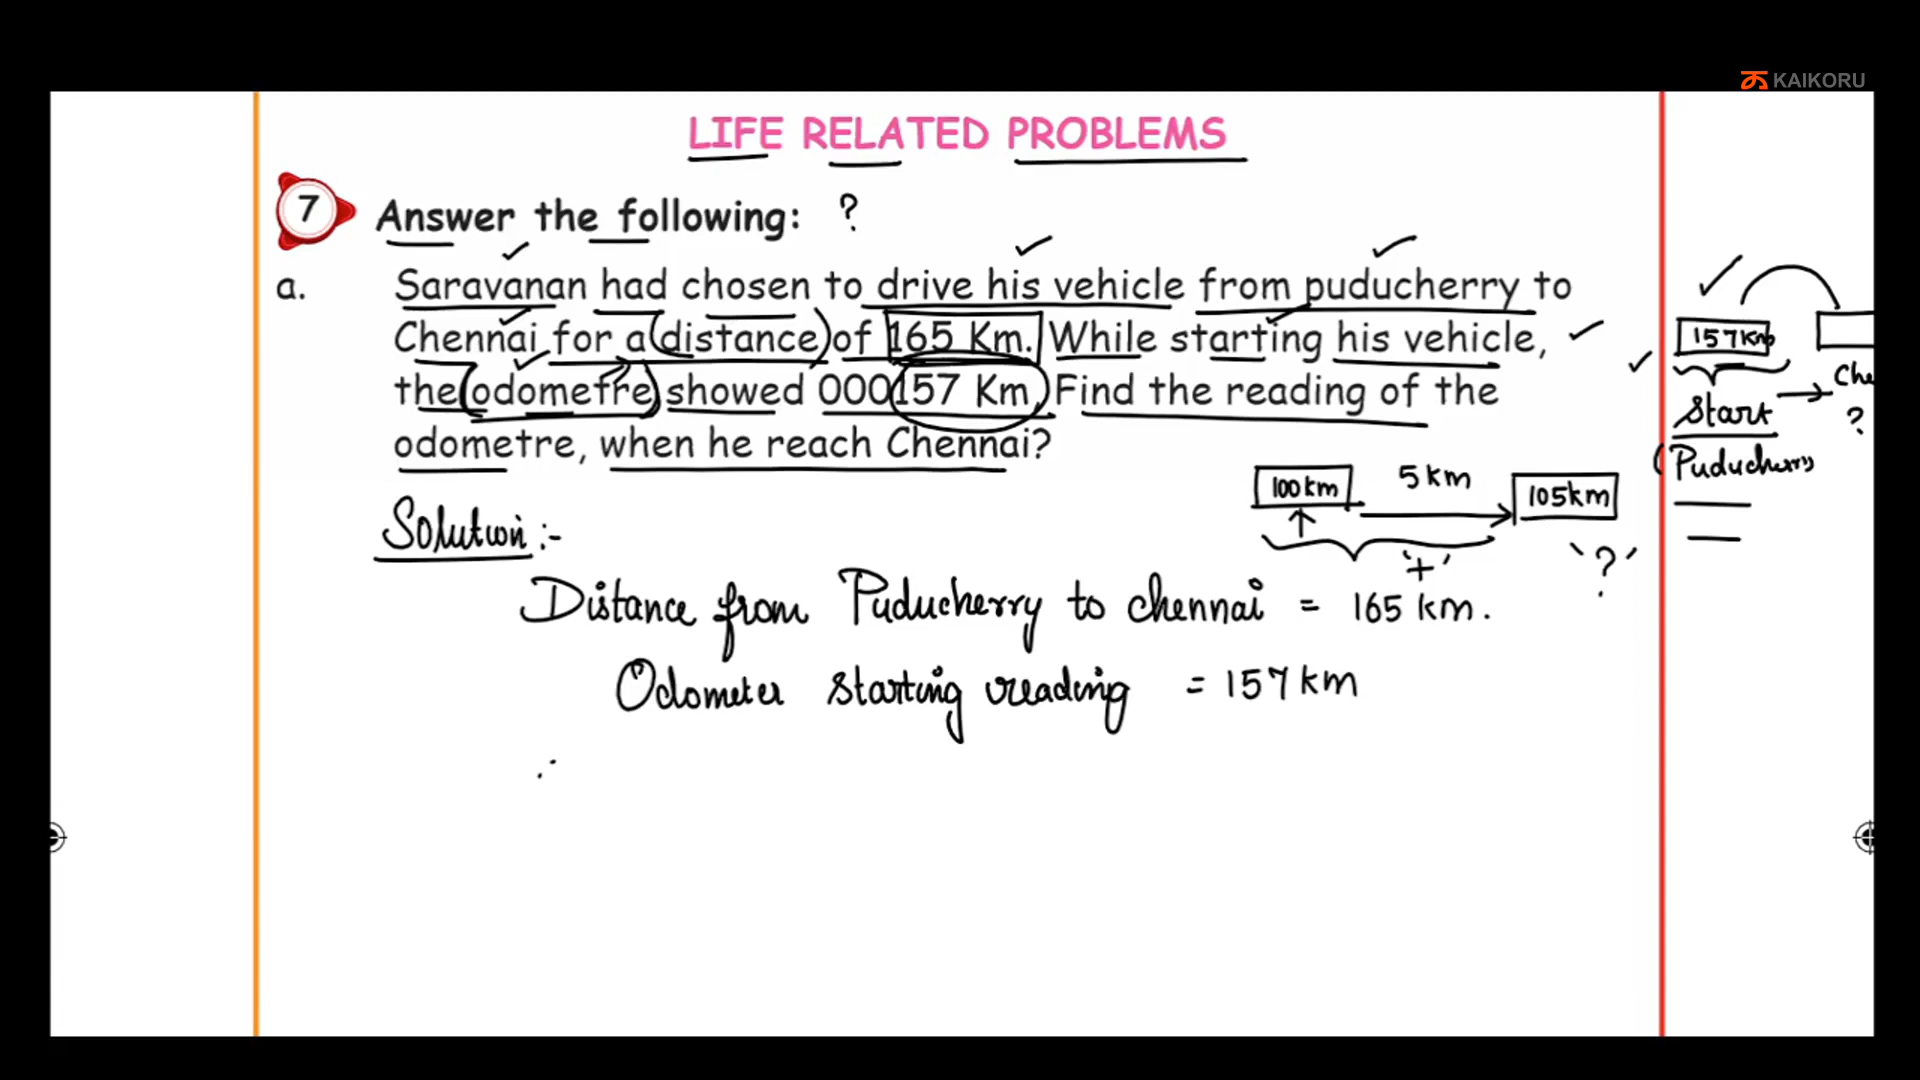 KAIKORU
LIFE RELATED PROBLEMS
7 Answer the following: ?
a. Saravanan had chosen to drive his vehicle from puducherry to
Chennai for a (distance) of 165 Km. While starting his vehicle,
the (odometre) showed 000157 Km. Find the reading of the
odometre, when he reach Chennai?
157 Km
Che
Start
?
(Puducherry
100 km 5 km 105 km
'+' '?'
Solution :-
Distance from Puducherry to chennai = 165 km.
Odometer starting reading = 157 km